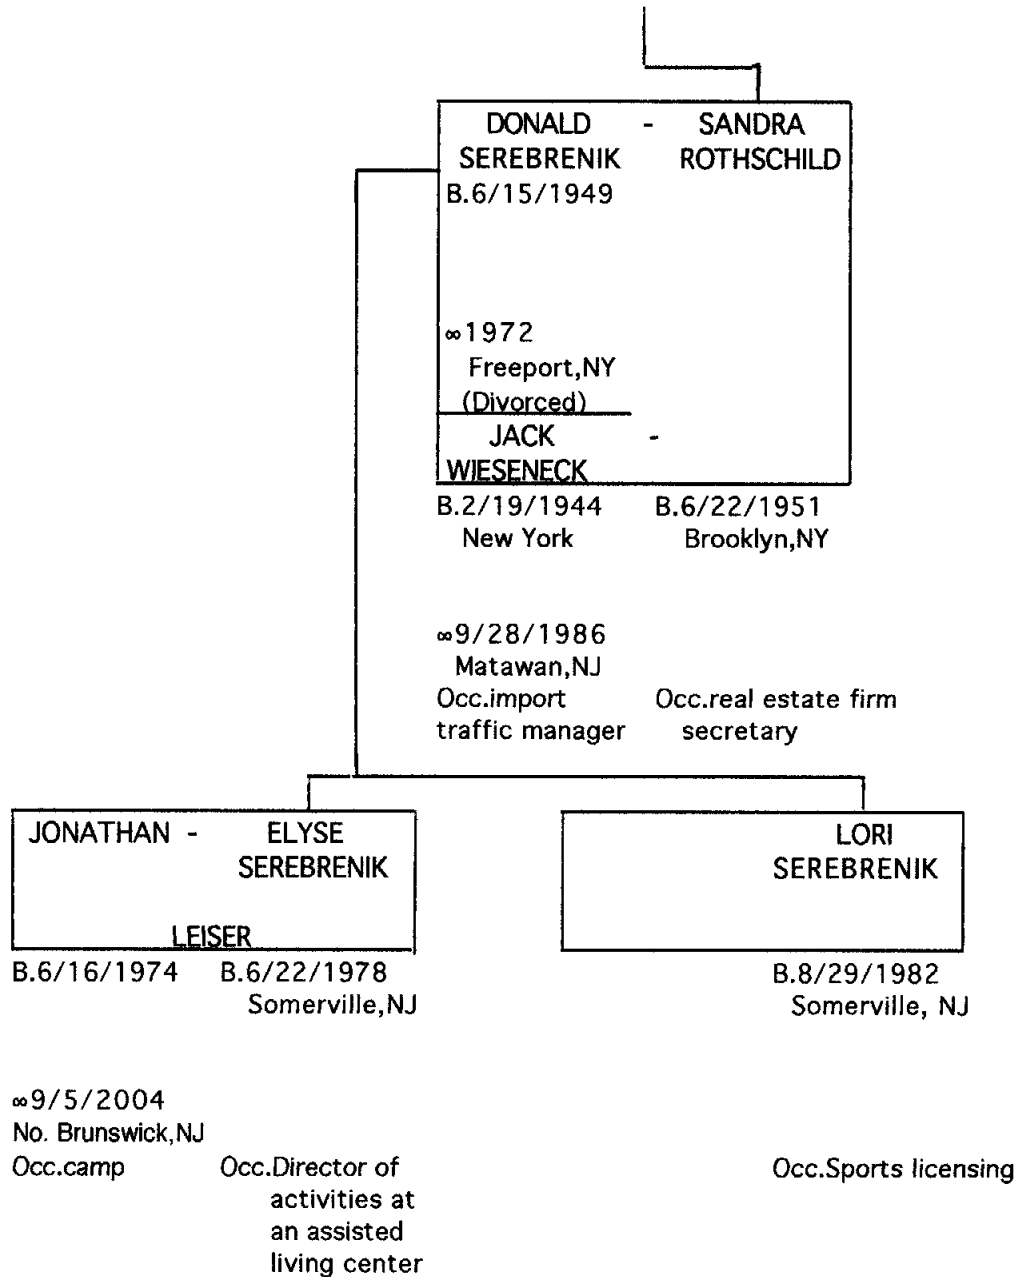 DONALD - SANDRA
SEREBRENIK ROTHSCHILD
B.6/15/1949
∞1972
Freeport,NY
(Divorced)
JACK -
WIESENECK
B.2/19/1944 B.6/22/1951
New York Brooklyn,NY
∞9/28/1986
Matawan,NJ
Occ.import Occ.real estate firm
traffic manager secretary
JONATHAN - ELYSE LORI
SEREBRENIK SEREBRENIK
LEISER
B.6/16/1974 B.6/22/1978 B.8/29/1982
Somerville,NJ Somerville, NJ
∞9/5/2004
No. Brunswick,NJ
Occ.camp Occ.Director of Occ.Sports licensing
activities at
an assisted
living center